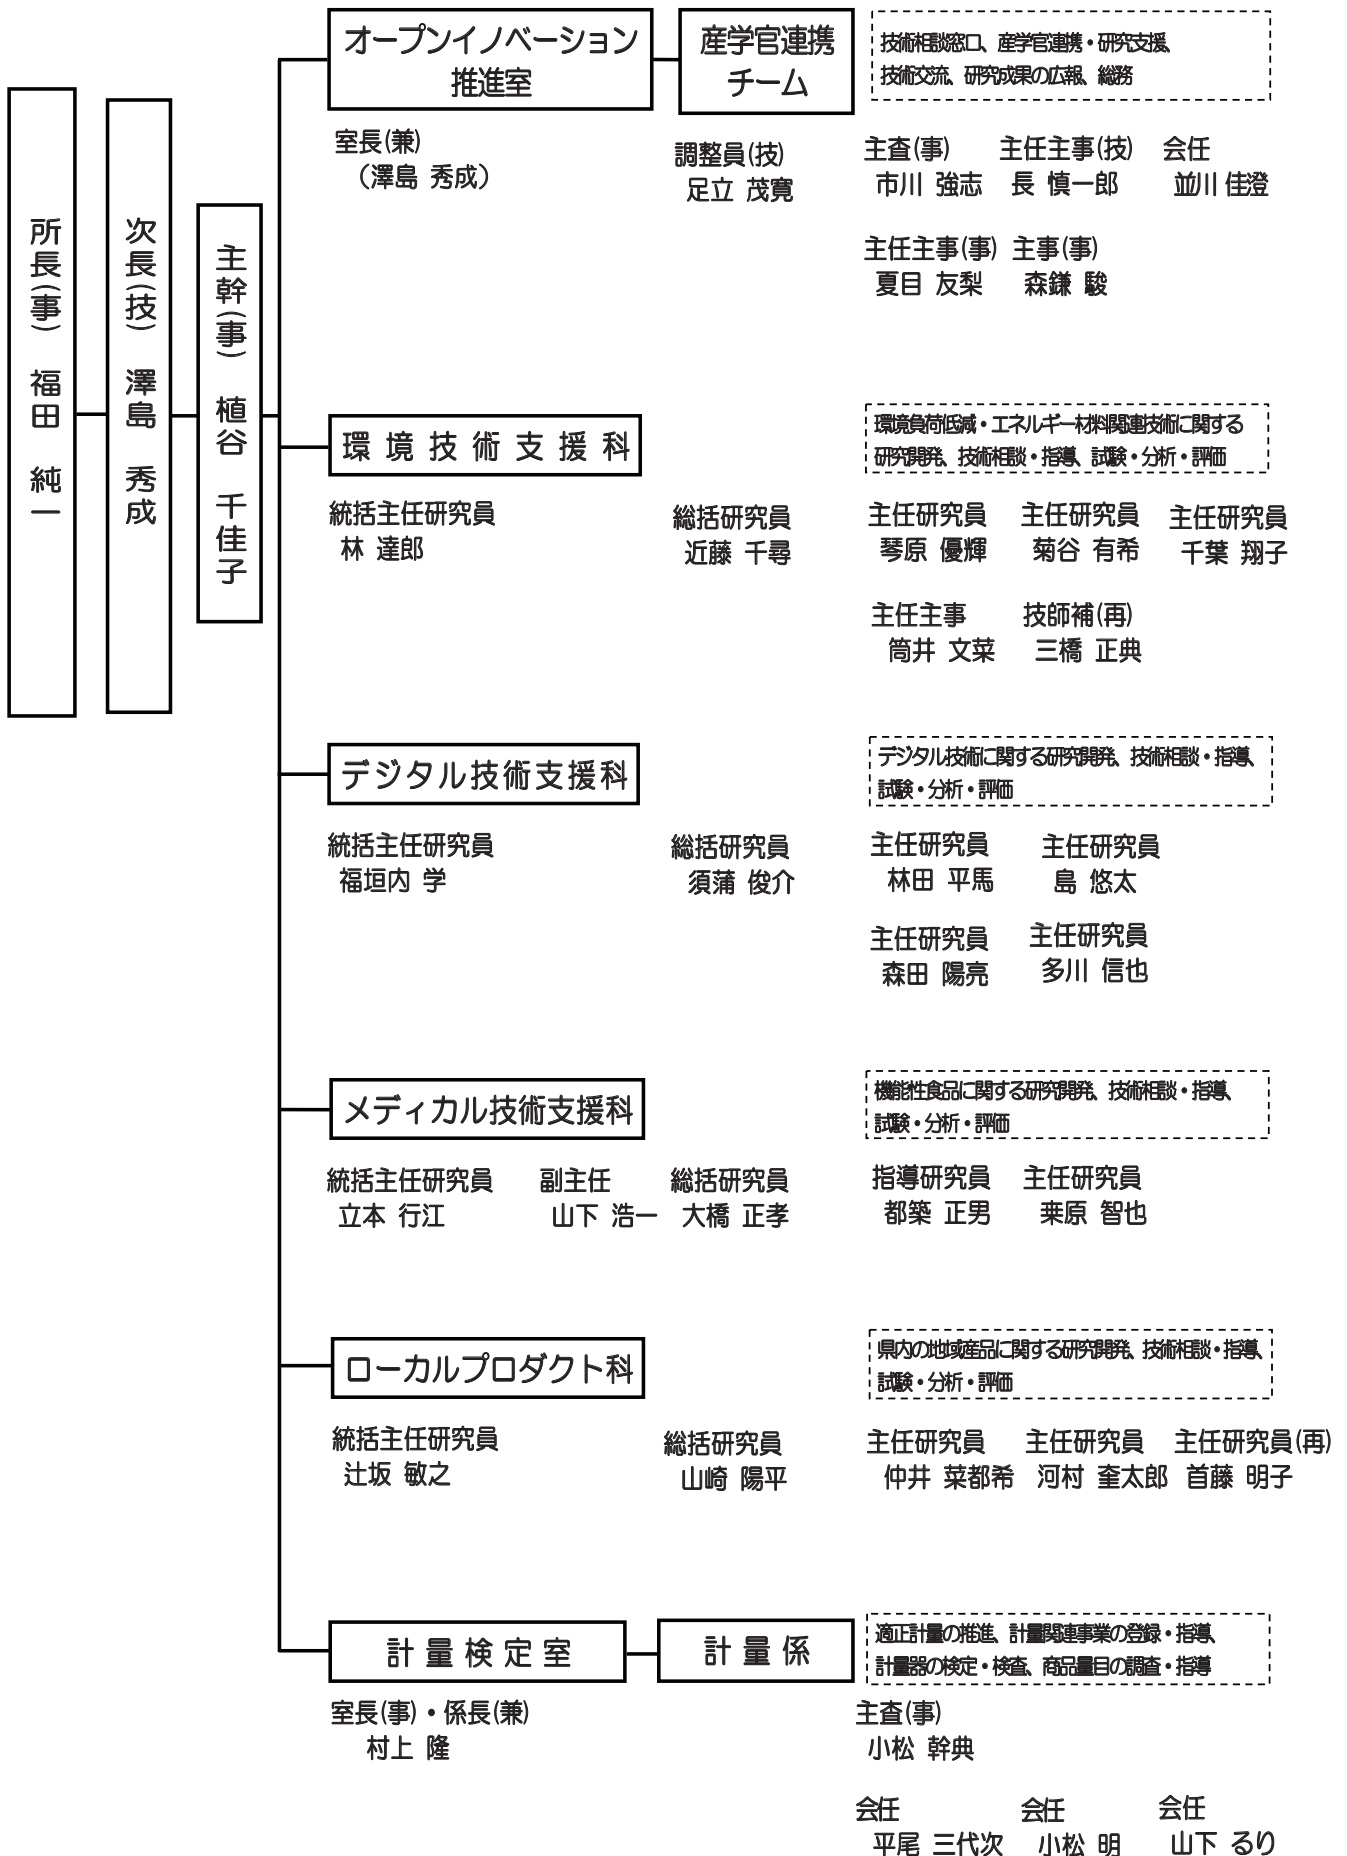 所長(事) 福田 純一
次長(技) 澤島 秀成
主幹(事) 植谷 千佳子
オープンイノベーション
推進室
産学官連携
チーム
技術相談窓口、産学官連携・研究支援、
技術交流、研究成果の広報、総務
室長(兼)
(澤島 秀成)
調整員(技)
足立 茂寛
主査(事)
市川 強志
主任主事(技)
長 慎一郎
会任
並川 佳澄
主任主事(事)
夏目 友梨
主事(事)
森鎌 駿
環境技術支援科
環境負荷低減・エネルギー材料関連技術に関する
研究開発、技術相談・指導、試験・分析・評価
統括主任研究員
林 達郎
総括研究員
近藤 千尋
主任研究員
琴原 優輝
主任研究員
菊谷 有希
主任研究員
千葉 翔子
主任主事
筒井 文菜
技師補(再)
三橋 正典
デジタル技術支援科
デジタル技術に関する研究開発、技術相談・指導、
試験・分析・評価
統括主任研究員
福垣内 学
総括研究員
須蒲 俊介
主任研究員
林田 平馬
主任研究員
島 悠太
主任研究員
森田 陽亮
主任研究員
多川 信也
メディカル技術支援科
機能性食品に関する研究開発、技術相談・指導、
試験・分析・評価
統括主任研究員
立本 行江
副主任
山下 浩一
総括研究員
大橋 正孝
指導研究員
都築 正男
主任研究員
来原 智也
ローカルプロダクト科
県内の地域産品に関する研究開発、技術相談・指導、
試験・分析・評価
統括主任研究員
辻坂 敏之
総括研究員
山崎 陽平
主任研究員
仲井 菜都希
主任研究員
河村 奎太郎
主任研究員(再)
首藤 明子
計量検定室
計量係
適正計量の推進、計量関連事業の登録・指導、
計量器の検定・検査、商品量目の調査・指導
室長(事)・係長(兼)
村上 隆
主査(事)
小松 幹典
会任
平尾 三代次
会任
小松 明
会任
山下 るり